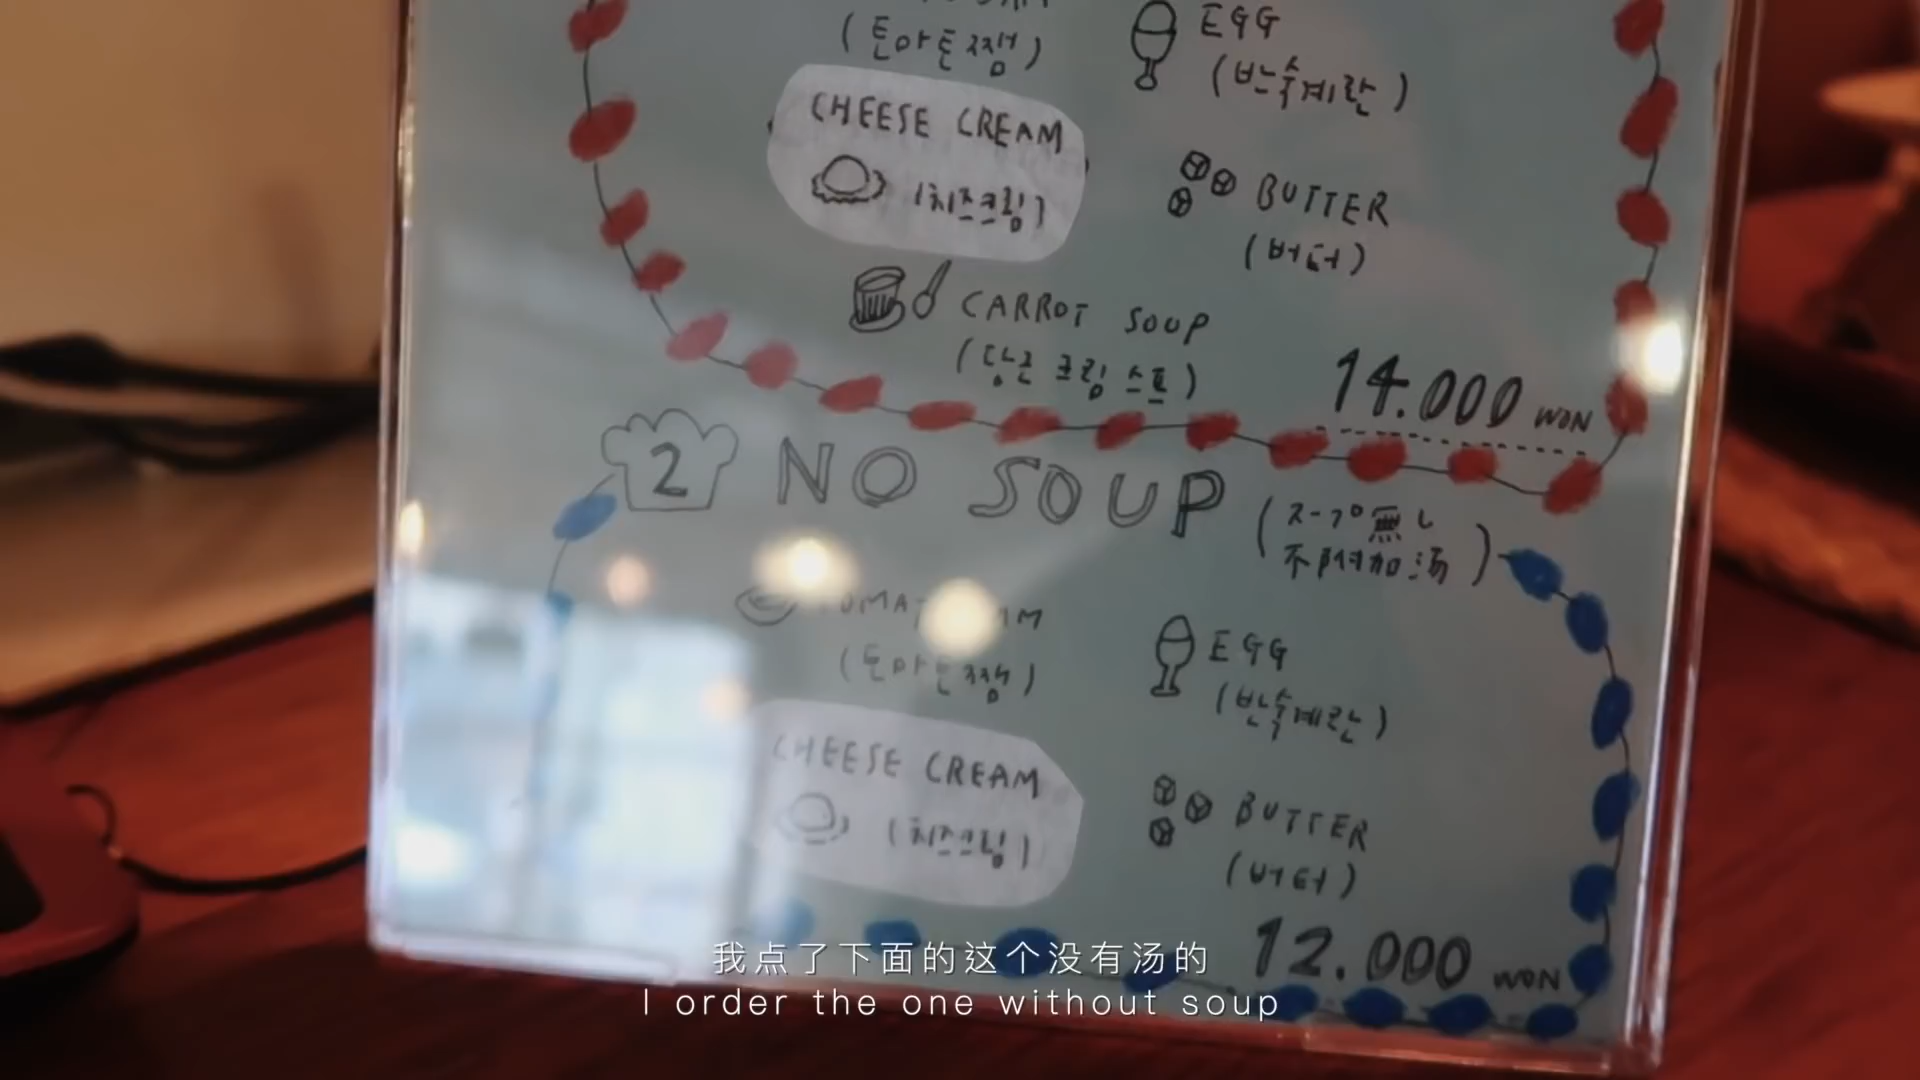 (토마토쨈)
EGG
(반숙계란)
CHEESE CREAM
(치즈크림)
BUTTER
(버터)
CARROT SOUP
(당근 크림 스프)
14.000 WON
2 NO SOUP
(スープ無し
不附加汤)
(토마토쨈)
EGG
(반숙계란)
CHEESE CREAM
(치즈크림)
BUTTER
(버터)
12.000 WON
我点了下面的这个没有汤的
I order the one without soup